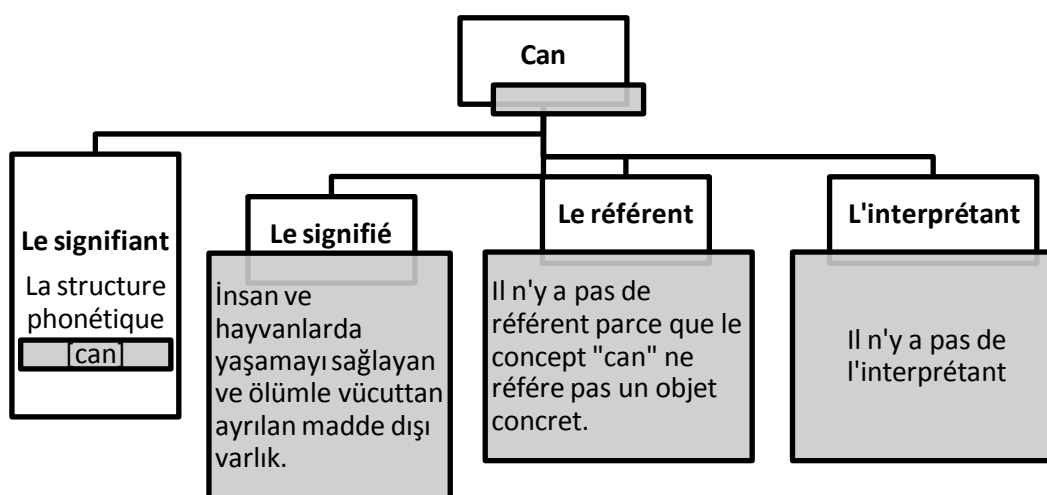 Can
Le signifiant
La structure
phonétique
[can]
Le signifié
İnsan ve
hayvanlarda
yaşamayı sağlayan
ve ölümle vücuttan
ayrılan madde dışı
varlık.
Le référent
Il n'y a pas de
référent parce que le
concept "can" ne
référe pas un objet
concret.
L'interprétant
Il n'y a pas de
l'interprétant